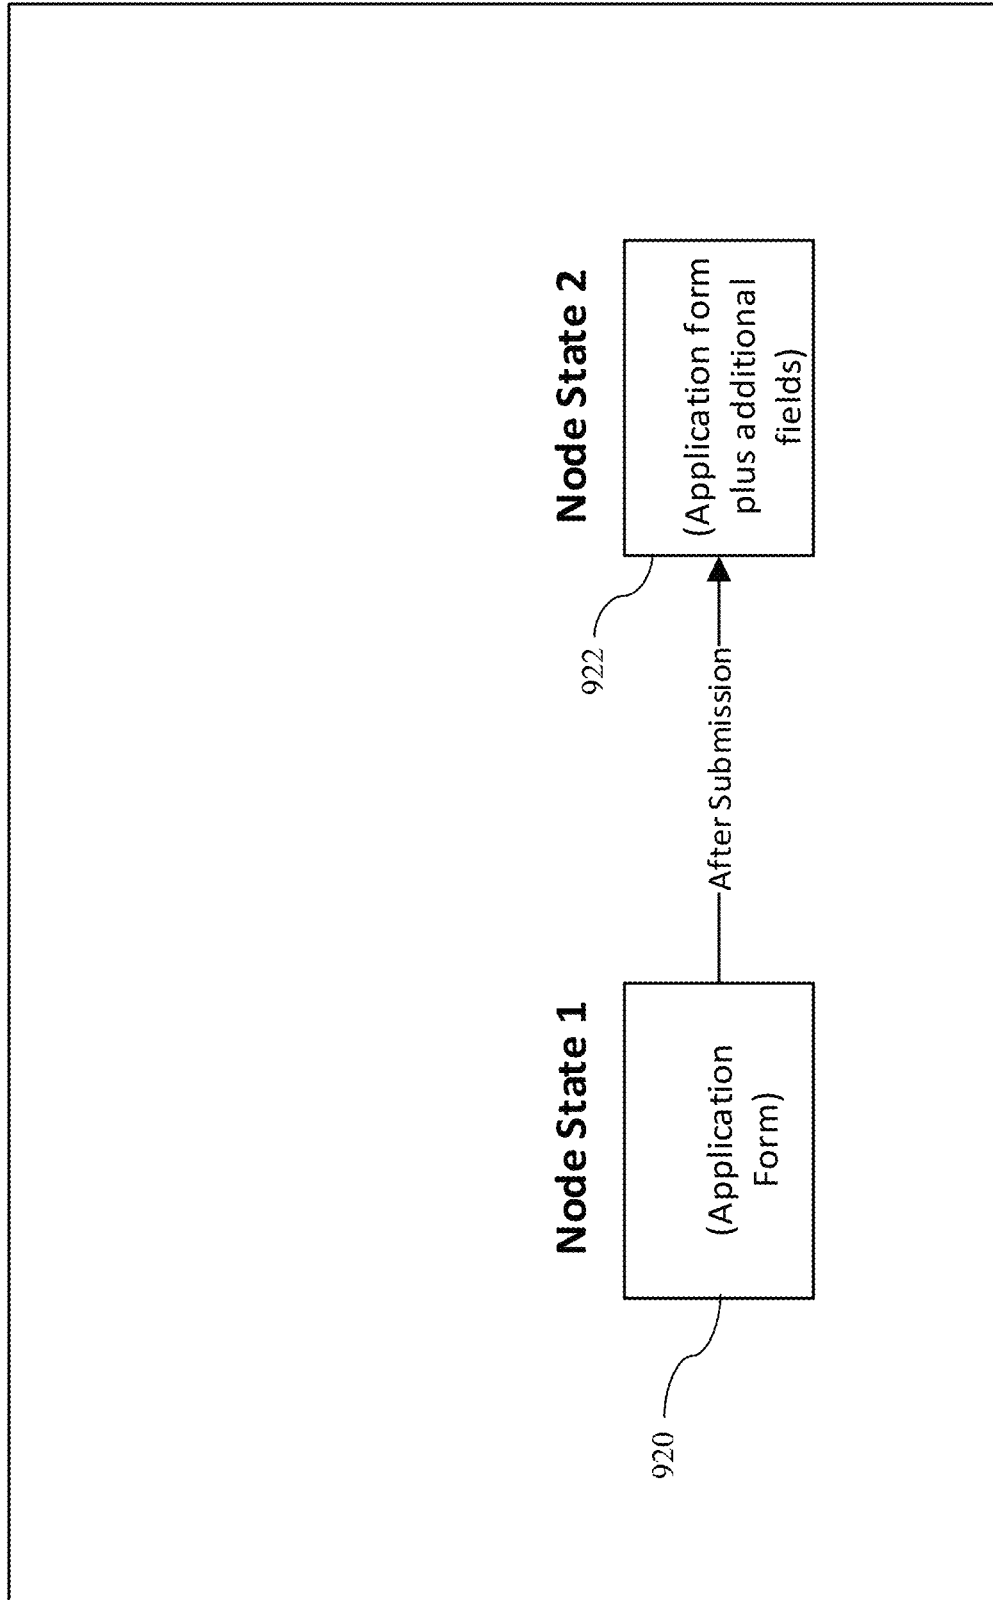 Node State 1
(Application
Form)
920
After Submission
Node State 2
(Application form
plus additional
fields)
922